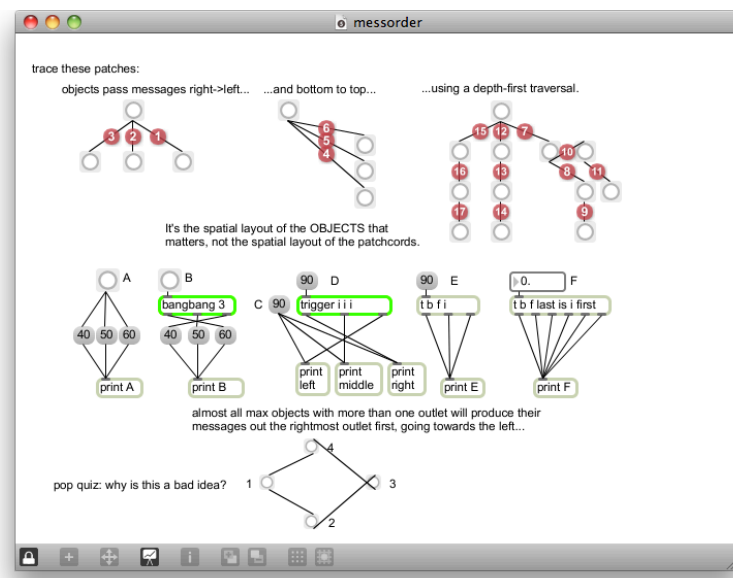 messorder
trace these patches:
objects pass messages right->left...
...and bottom to top...
...using a depth-first traversal.
3 2 1
6
5
4
15 12 7
10
16 13 8 11
17 14 9
It's the spatial layout of the OBJECTS that
matters, not the spatial layout of the patchcords.
A
B
90 D
90 E
0. F
bangbang 3
C 90
trigger i i i
t b f i
t b f last is i first
40 50 60
40 50 60
print A
print B
print left
print middle
print right
print E
print F
almost all max objects with more than one outlet will produce their
messages out the rightmost outlet first, going towards the left...
4
pop quiz: why is this a bad idea?
1
3
2